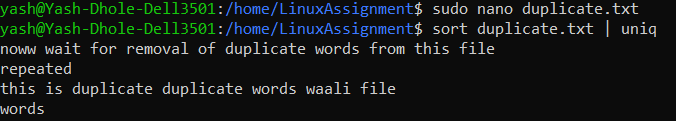 yash@Yash-Dhole-Dell3501:/home/LinuxAssignment$ sudo nano duplicate.txt
yash@Yash-Dhole-Dell3501:/home/LinuxAssignment$ sort duplicate.txt | uniq
noww wait for removal of duplicate words from this file
repeated
this is duplicate duplicate words waali file
words